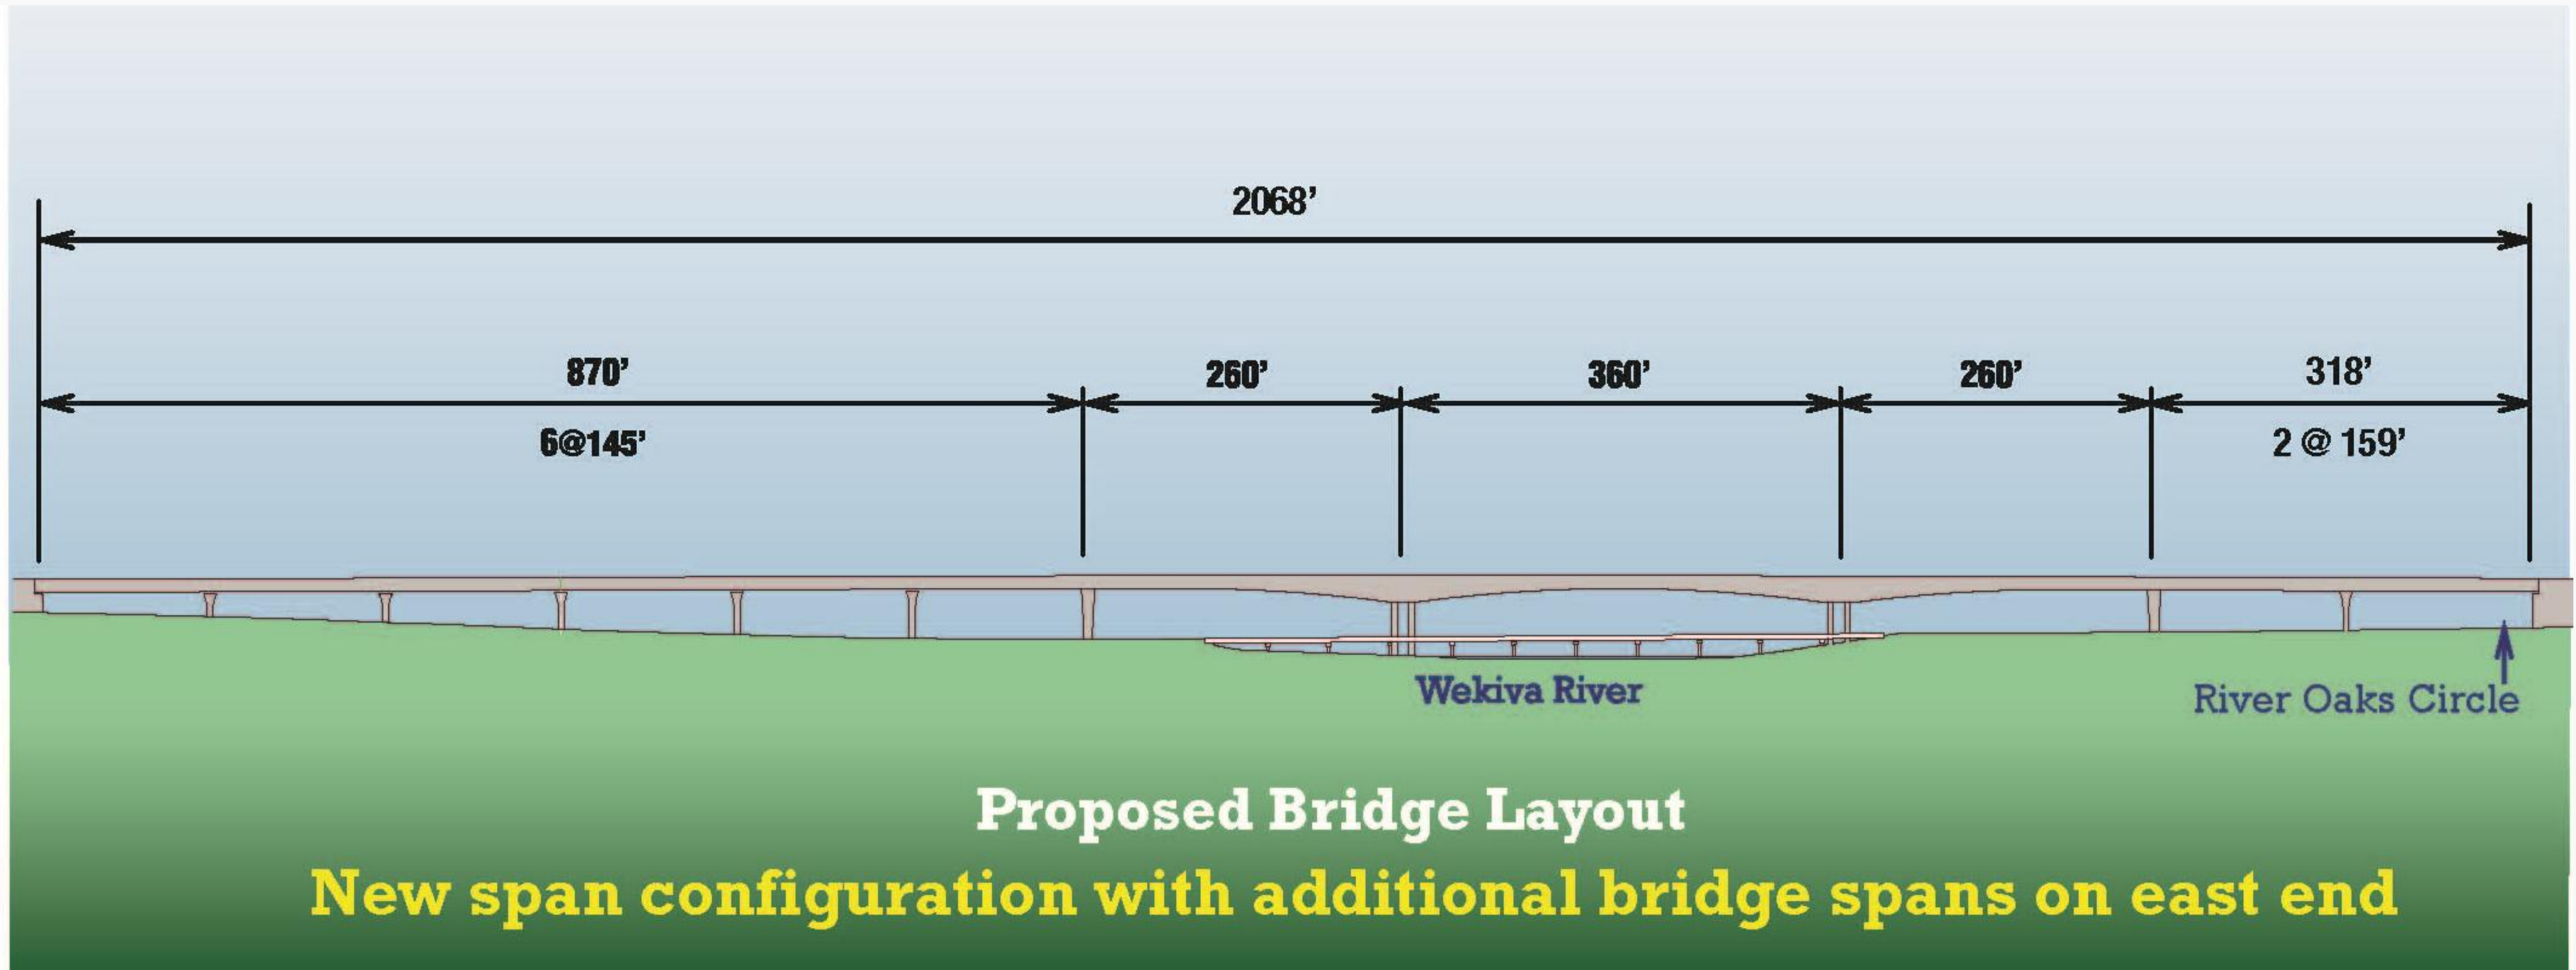 2068’
870’
260’
360’
260’
318’
6@145’
2 @ 159’
Wekiva River
River Oaks Circle
Proposed Bridge Layout
New span configuration with additional bridge spans on east end